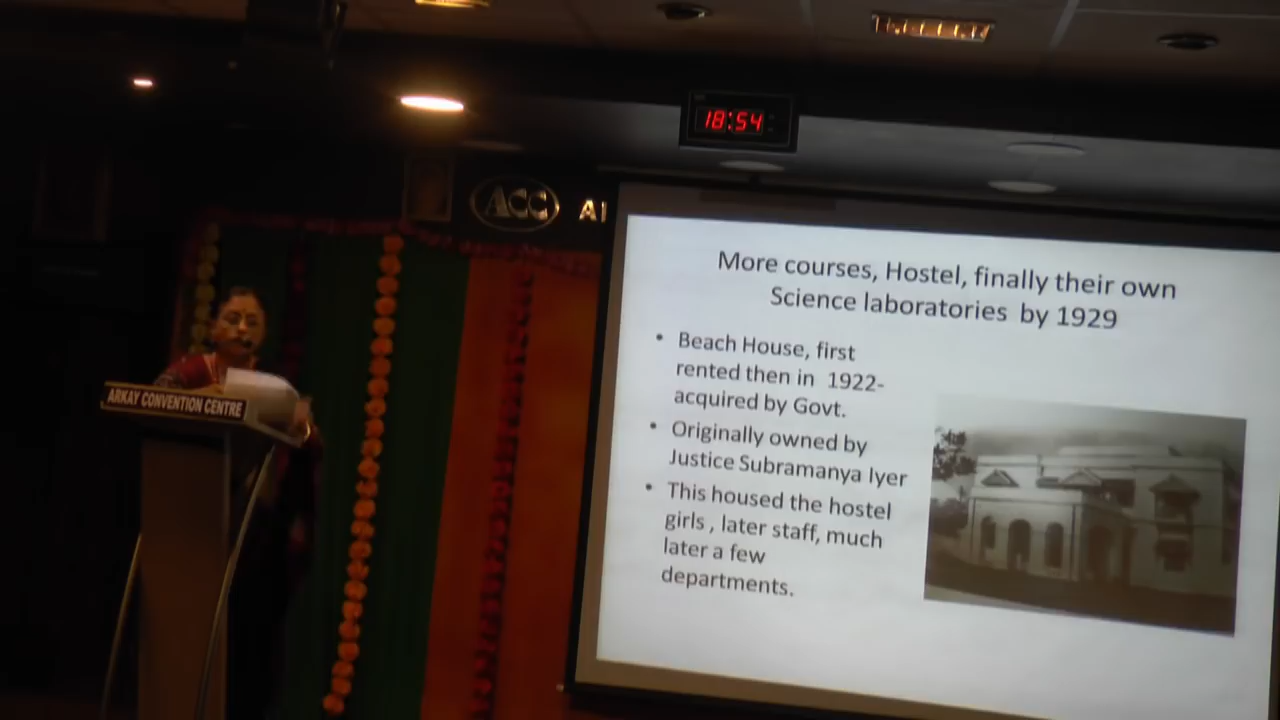 18:54
ACC
ARKAY CONVENTION CENTRE
More courses, Hostel, finally their own
Science laboratories by 1929
• Beach House, first
rented then in 1922-
acquired by Govt.
• Originally owned by
Justice Subramanya Iyer
• This housed the hostel
girls , later staff, much
later a few
departments.